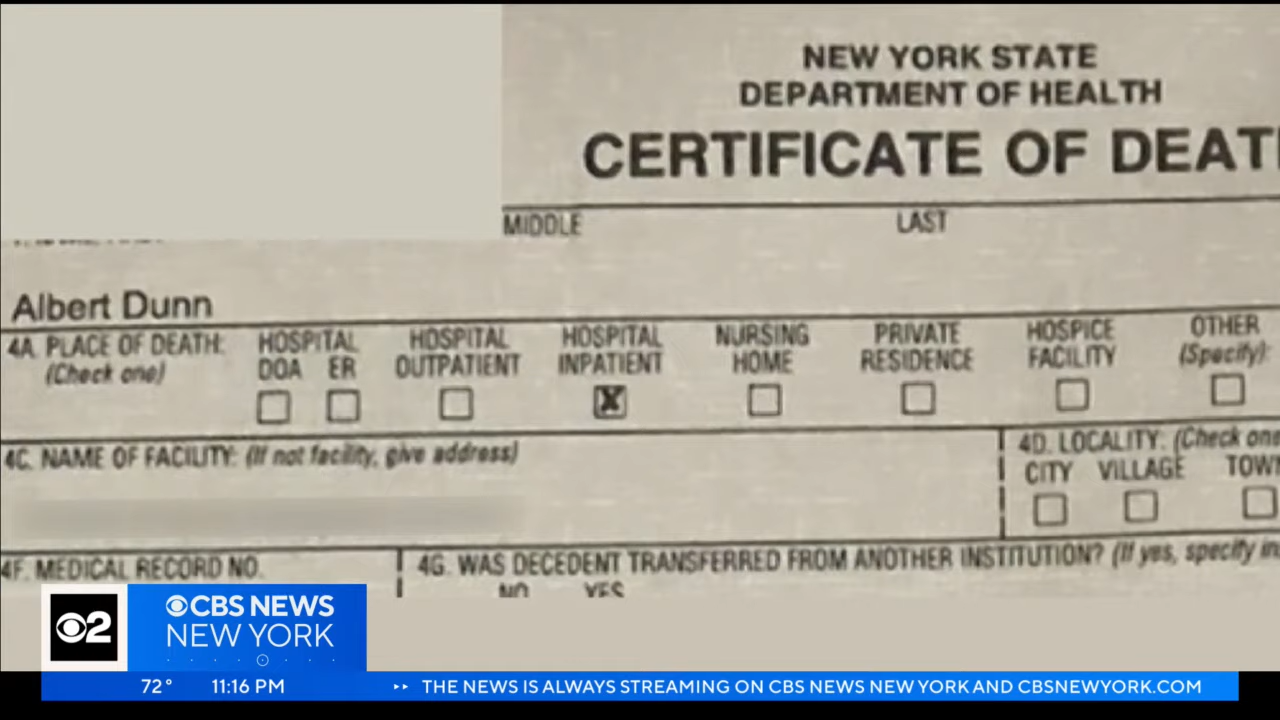 NEW YORK STATE
DEPARTMENT OF HEALTH
CERTIFICATE OF DEAT
MIDDLE LAST
Albert Dunn
4A. PLACE OF DEATH:
(Check one)
HOSPITAL
DOA ER
HOSPITAL
OUTPATIENT
HOSPITAL
INPATIENT
X
NURSING
HOME
PRIVATE
RESIDENCE
HOSPICE
FACILITY
OTHER
(Specify):
4C. NAME OF FACILITY: (If not facility, give address)
4D. LOCALITY: (Check one
CITY VILLAGE TOWN
4F. MEDICAL RECORD NO.
4G. WAS DECEDENT TRANSFERRED FROM ANOTHER INSTITUTION? (If yes, specify in
NO YES
2
CBS NEWS
NEW YORK
72° 11:16 PM THE NEWS IS ALWAYS STREAMING ON CBS NEWS NEW YORK AND CBSNEWYORK.COM